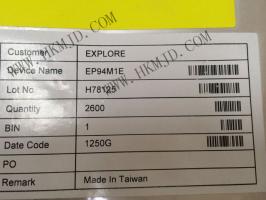 Customer EXPLORE
Device Name EP94M1E
Lot No H78125
Quantity 2600
BIN 1
Date Code 1250G
PO
Remark Made In Taiwan
WWW.HKMJD.COM
WWW.HKMJD.COM